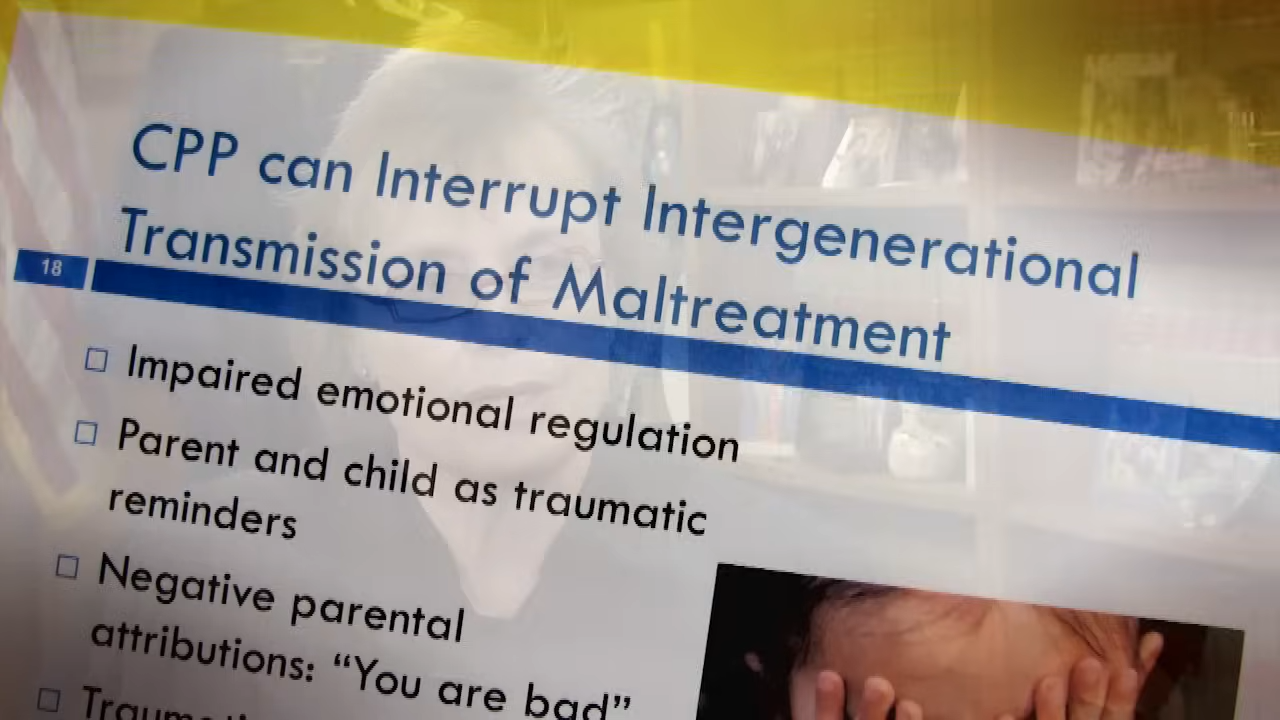 CPP can Interrupt Intergenerational
Transmission of Maltreatment
18
Impaired emotional regulation
Parent and child as traumatic
reminders
Negative parental
attributions: “You are bad”